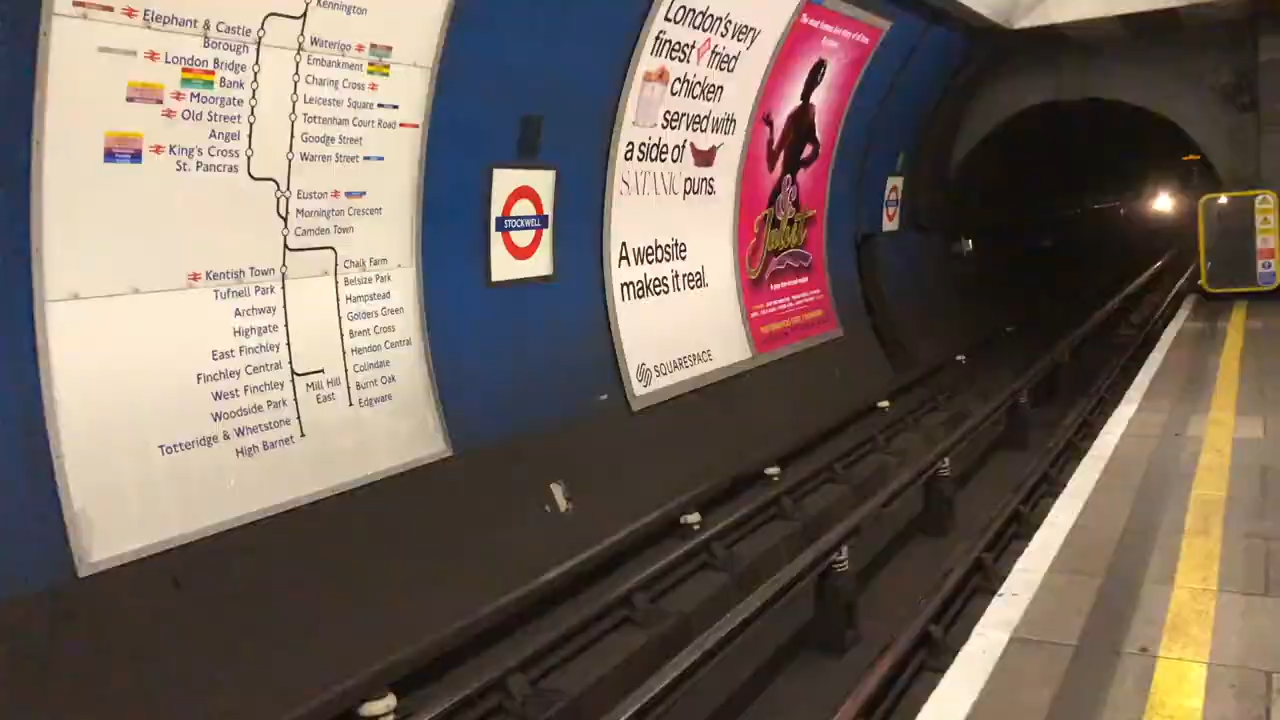 Kennington
Elephant & Castle
Borough
London Bridge
Bank
Moorgate
Old Street
Angel
King's Cross
St. Pancras
Waterloo
Embankment
Charing Cross
Leicester Square
Tottenham Court Road
Goodge Street
Warren Street
Euston
Mornington Crescent
Camden Town
Kentish Town
Tufnell Park
Archway
Highgate
East Finchley
Finchley Central
West Finchley
Woodside Park
Totteridge & Whetstone
High Barnet
Mill Hill
East
Chalk Farm
Belsize Park
Hampstead
Golders Green
Brent Cross
Hendon Central
Colindale
Burnt Oak
Edgware
STOCKWELL
London's very
finest fried
chicken
served with
a side of
SATANIC puns.
A website
makes it real.
SQUARESPACE
& Juliet